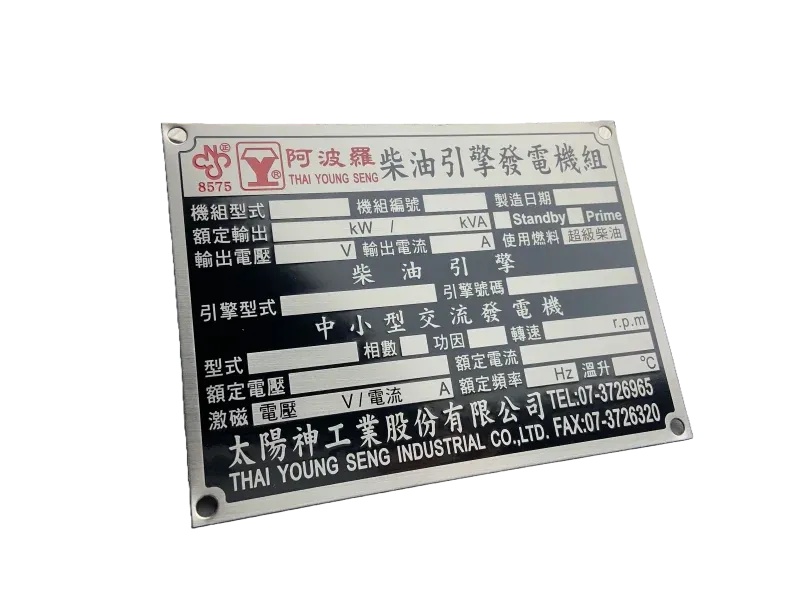 CNS 正 Y® 阿波羅 柴油引擎發電機組
8575 THAI YOUNG SENG
機組型式 機組編號 製造日期
額定輸出 kW / kVA Standby Prime
輸出電壓 V 輸出電流 A 使用燃料 超級柴油
柴油引擎
引擎型式 引擎號碼
中小型交流發電機
型式 相數 功因 轉速 r.p.m
額定電壓 額定電流
激磁 電壓 V / 電流 A 額定頻率 Hz 溫升 °C
太陽神工業股份有限公司 TEL:07-3726965
THAI YOUNG SENG INDUSTRIAL CO.,LTD. FAX:07-3726320